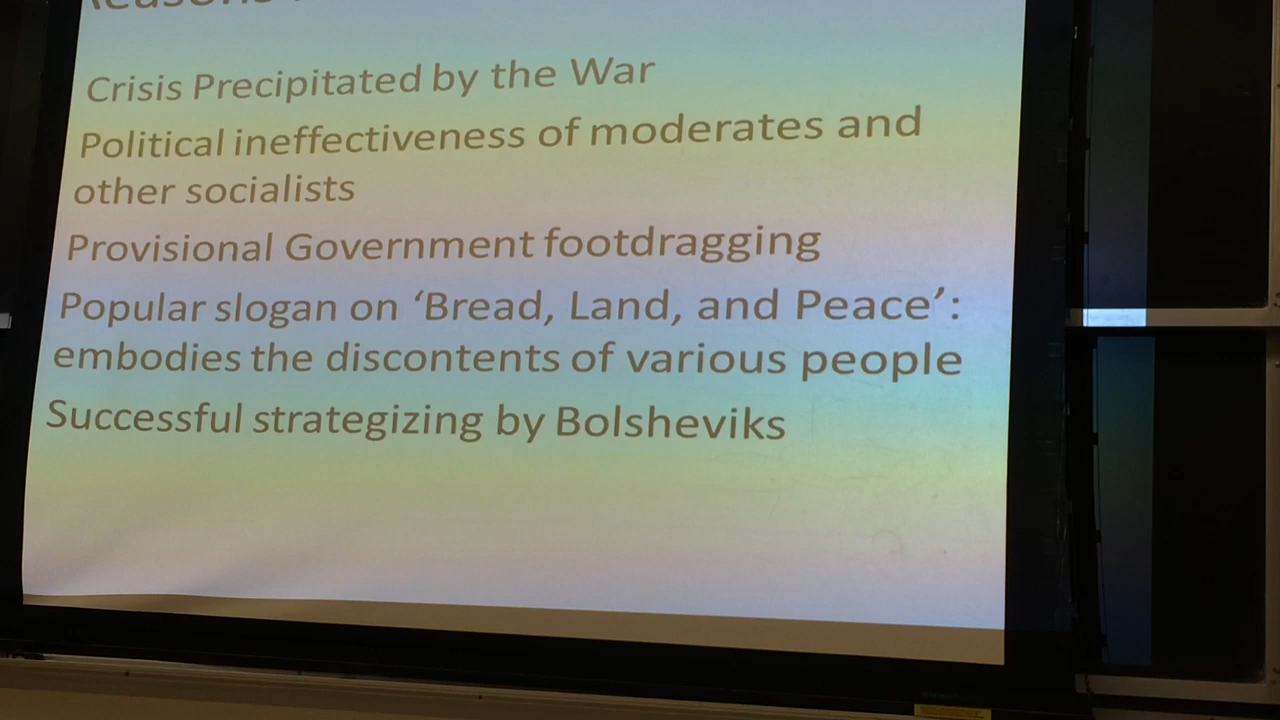 Reasons
Crisis Precipitated by the War
Political ineffectiveness of moderates and
other socialists
Provisional Government footdragging
Popular slogan on ‘Bread, Land, and Peace’:
embodies the discontents of various people
Successful strategizing by Bolsheviks